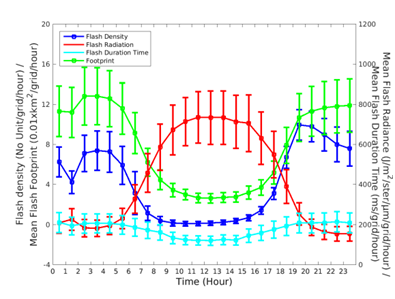 Flash Density
Flash Radiation
Flash Duration Time
Footprint
20
16
12
8
4
0
-4
1200
1000
800
600
400
200
0
0 1 2 3 4 5 6 7 8 9 10 11 12 13 14 15 16 17 18 19 20 21 22 23
Time (Hour)
Flash density (No Unit/grid/hour) /
Mean Flash Footprint (0.01xkm²/grid/hour)
Mean Flash Radiance (J/m²/ster/µm/grid/hour) /
Mean Flash Duration Time (ms/grid/hour)